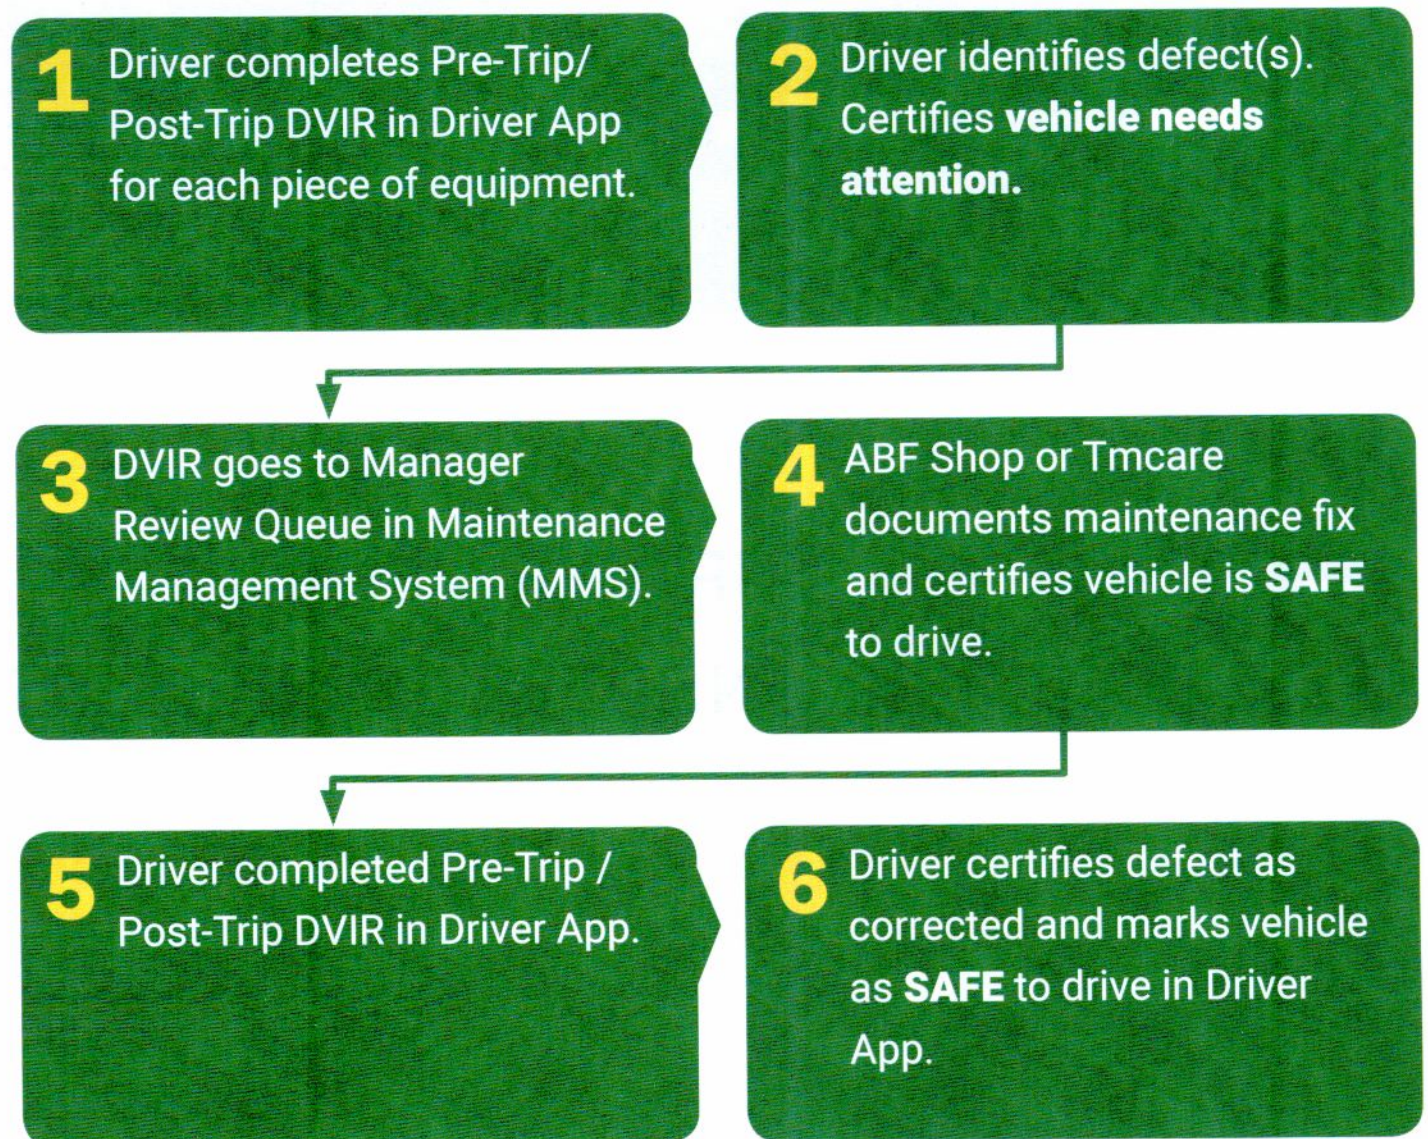 1 Driver completes Pre-Trip/
Post-Trip DVIR in Driver App
for each piece of equipment.
2 Driver identifies defect(s).
Certifies vehicle needs
attention.
3 DVIR goes to Manager
Review Queue in Maintenance
Management System (MMS).
4 ABF Shop or Tmcare
documents maintenance fix
and certifies vehicle is SAFE
to drive.
5 Driver completed Pre-Trip /
Post-Trip DVIR in Driver App.
6 Driver certifies defect as
corrected and marks vehicle
as SAFE to drive in Driver
App.